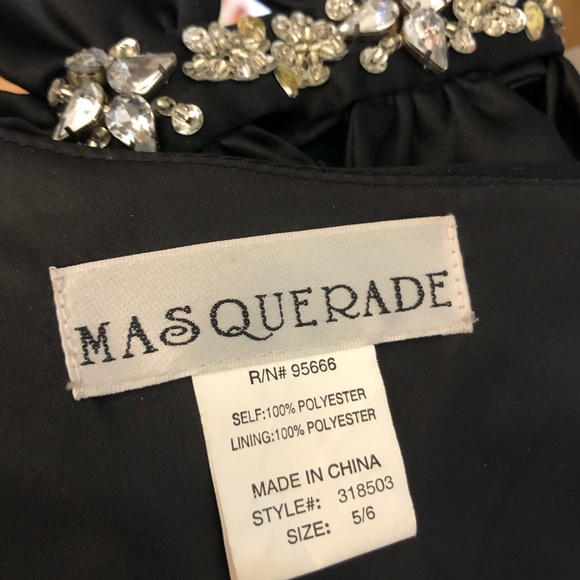 MASQUERADE
R/N# 95666
SELF:100% POLYESTER
LINING:100% POLYESTER
MADE IN CHINA
STYLE#: 318503
SIZE: 5/6